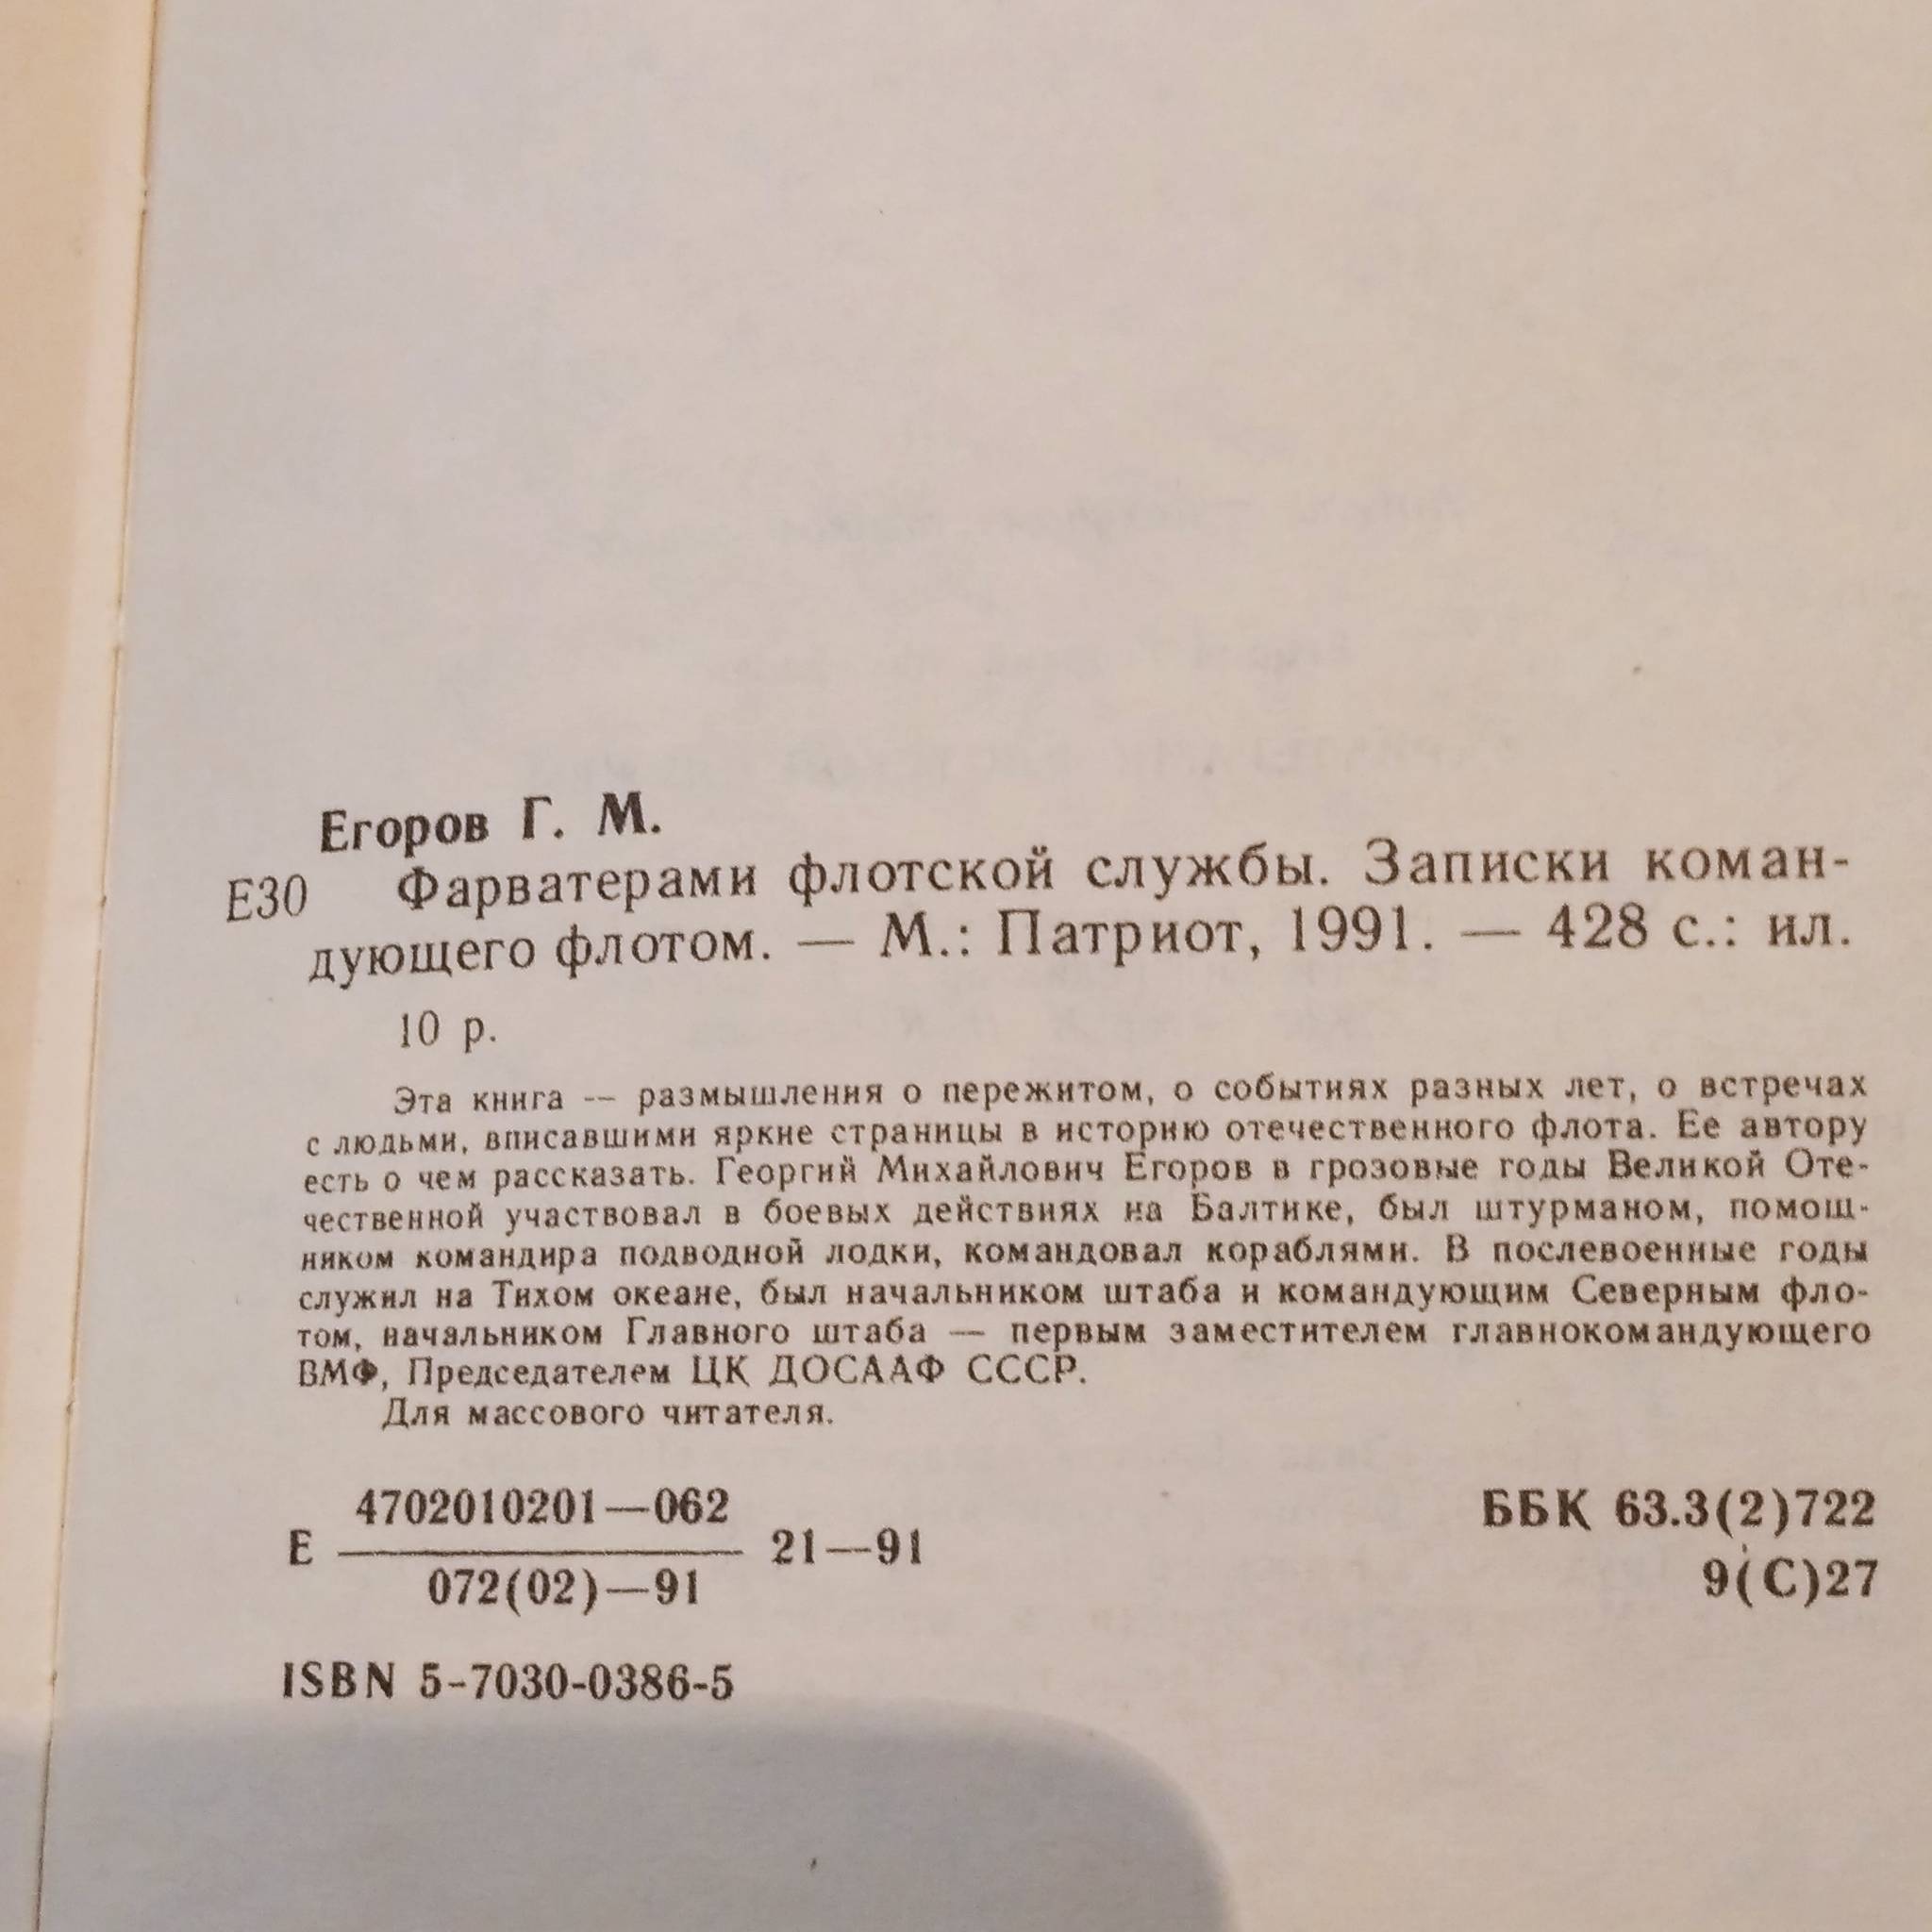 Егоров Г. М.
Е30 Фарватерами флотской службы. Записки коман-
дующего флотом. — М.: Патриот, 1991. — 428 с.: ил.
10 р.
Эта книга -- размышления о пережитом, о событиях разных лет, о встречах
с людьми, вписавшими яркие страницы в историю отечественного флота. Ее автору
есть о чем рассказать. Георгий Михайлович Егоров в грозовые годы Великой Оте-
чественной участвовал в боевых действиях на Балтике, был штурманом, помощ-
ником командира подводной лодки, командовал кораблями. В послевоенные годы
служил на Тихом океане, был начальником штаба и командующим Северным фло-
том, начальником Главного штаба — первым заместителем главнокомандующего
ВМФ, Председателем ЦК ДОСААФ СССР.
Для массового читателя.
4702010201—062
Е 21—91
072(02)—91
ББК 63.3(2)722
9(С)27
ISBN 5-7030-0386-5